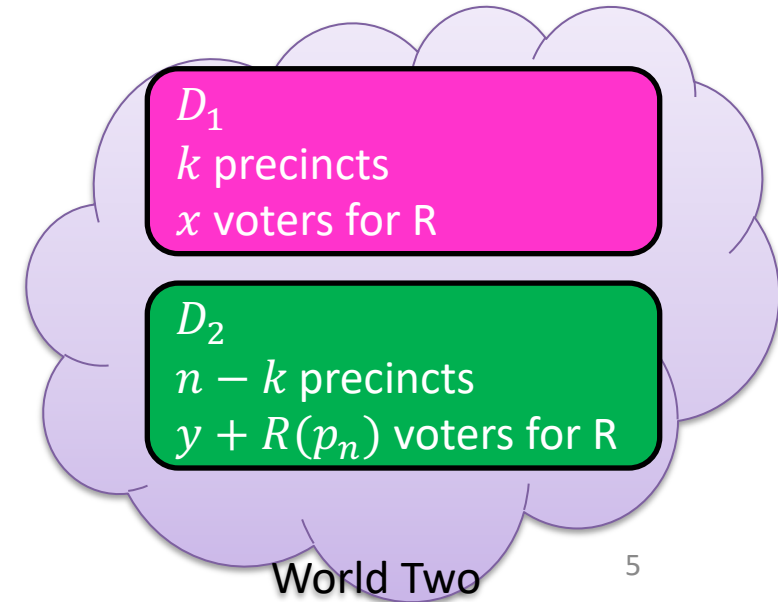 D₁
k precincts
x voters for R
D₂
n − k precincts
y + R(pₙ) voters for R
World Two
5